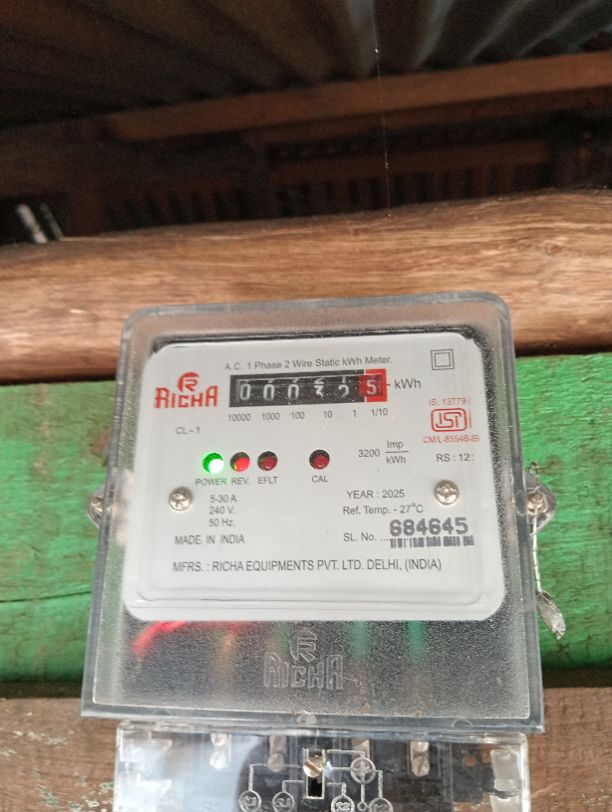 A.C. 1 Phase 2 Wire Static kWh Meter.
RICHA
- kWh
10000 1000 100 10 1 1/10
CL - 1
IS. 13779
ISI
3200 Imp/kWh
RS : 12
POWER REV. EFLT CAL
5-30 A
240 V.
50 Hz.
YEAR : 2025
Ref. Temp. - 27°C
MADE. IN INDIA
SL. No. ... 684645
MFRS. : RICHA EQUIPMENTS PVT. LTD. DELHI, (INDIA)
RICHA